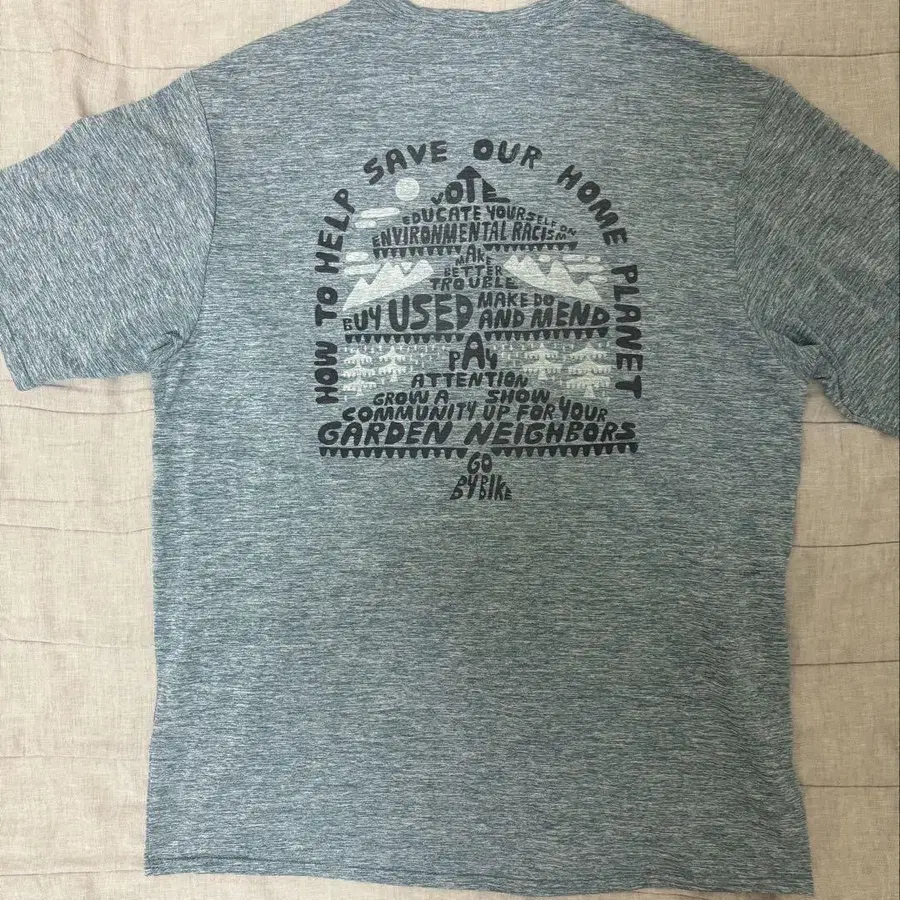 HOW TO HELP SAVE OUR HOME PLANET
VOTE
EDUCATE YOURSELF ON
ENVIRONMENTAL RACISM
MAKE
BETTER
TROUBLE
BUY USED MAKE DO AND MEND
PAY
ATTENTION
GROW A COMMUNITY GARDEN
SHOW UP FOR YOUR NEIGHBORS
GO
BY BIKE